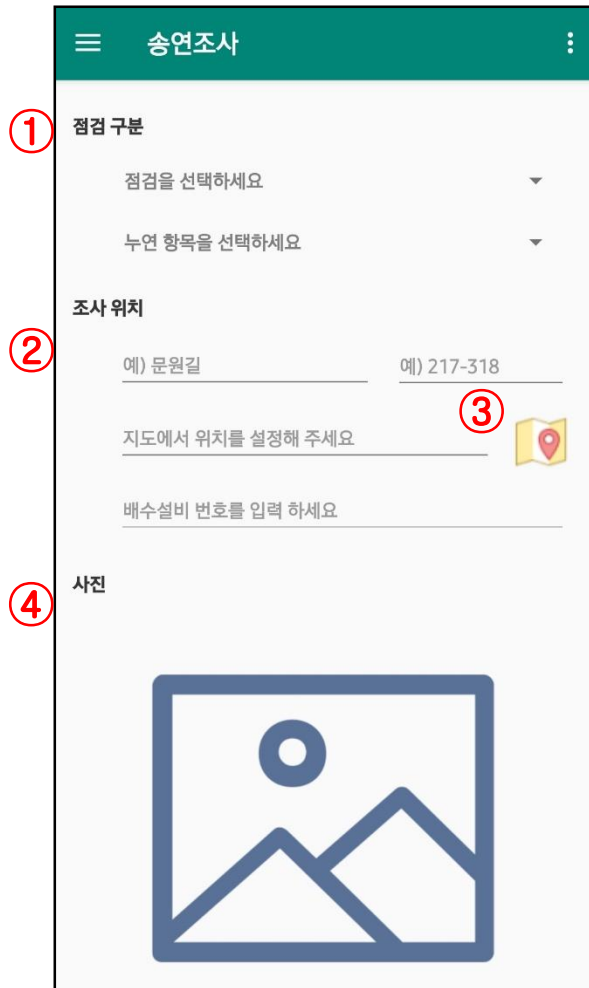 송연조사
① 점검 구분
점검을 선택하세요
누연 항목을 선택하세요
조사 위치
② 예) 문원길 예) 217-318
③
지도에서 위치를 설정해 주세요
배수설비 번호를 입력 하세요
사진
④